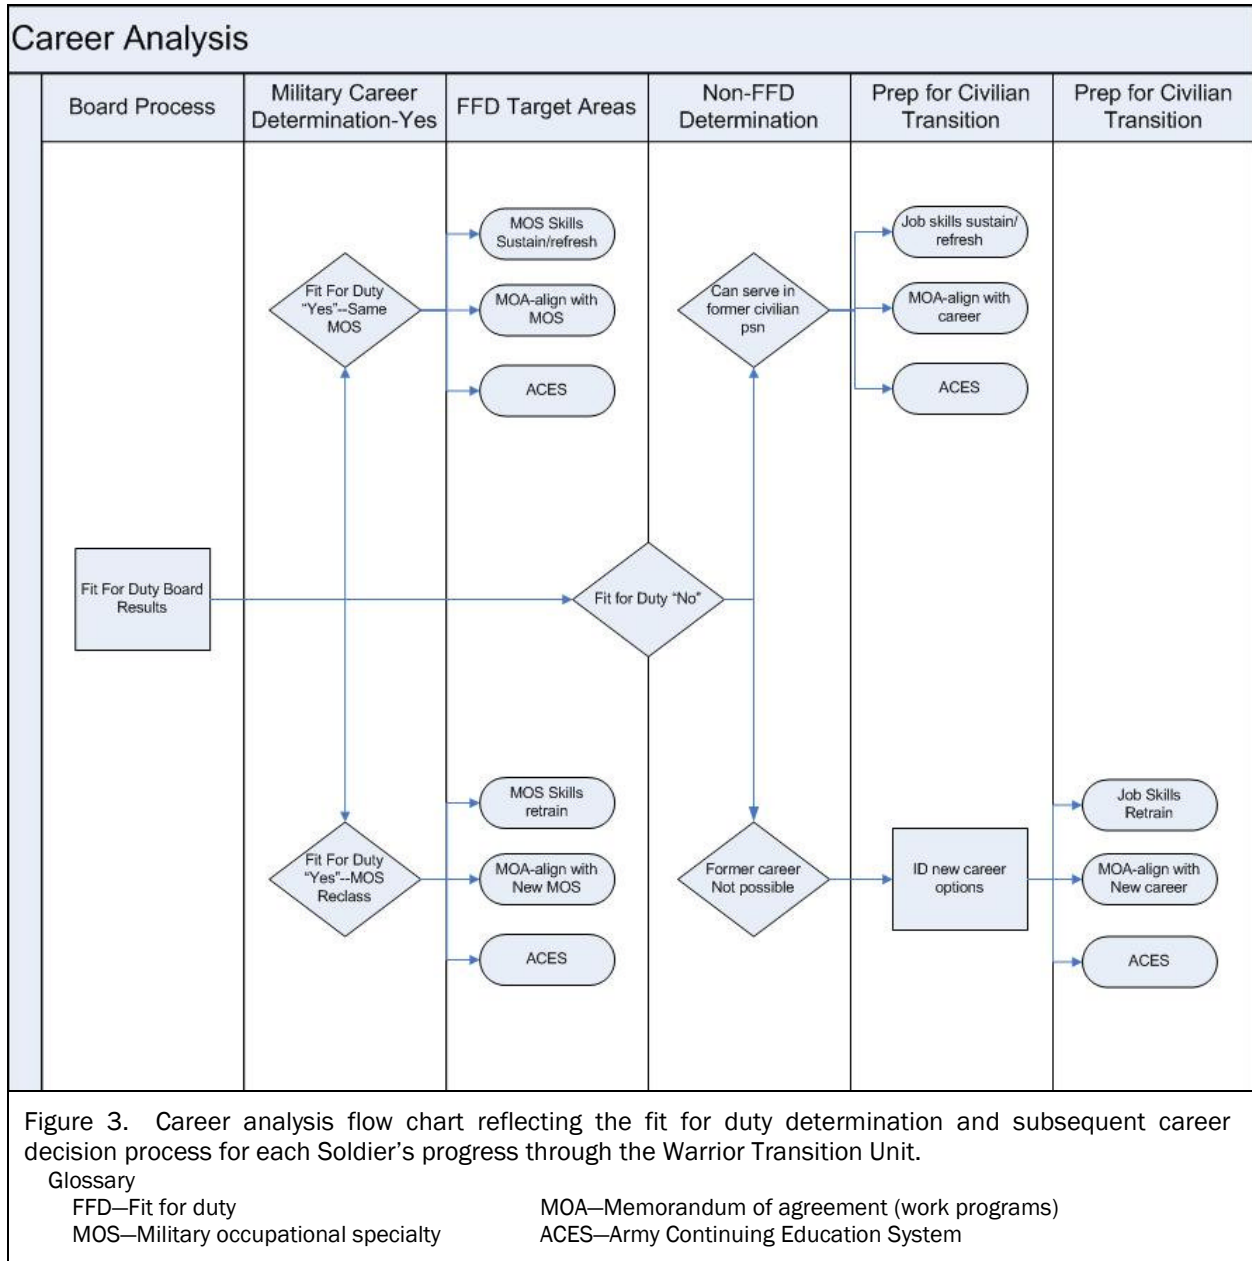 Career Analysis
Board Process
Military Career
Determination-Yes
FFD Target Areas
Non-FFD
Determination
Prep for Civilian
Transition
Prep for Civilian
Transition
MOS Skills
Sustain/refresh
Fit For Duty
"Yes"--Same
MOS
MOA-align with
MOS
ACES
Job skills sustain/
refresh
Can serve in
former civilian
psn
MOA-align with
career
ACES
Fit For Duty Board
Results
Fit for Duty "No"
MOS Skills
retrain
Fit For Duty
"Yes"--MOS
Reclass
MOA-align with
New MOS
ACES
Former career
Not possible
ID new career
options
Job Skills
Retrain
MOA-align with
New career
ACES
Figure 3. Career analysis flow chart reflecting the fit for duty determination and subsequent career
decision process for each Soldier's progress through the Warrior Transition Unit.
Glossary
FFD—Fit for duty
MOA—Memorandum of agreement (work programs)
MOS—Military occupational specialty
ACES—Army Continuing Education System